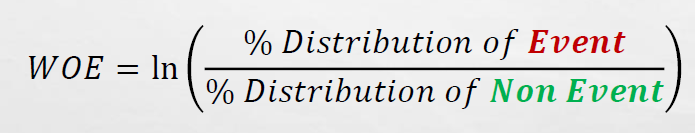 WOE = ln(% Distribution of Event / % Distribution of Non Event)